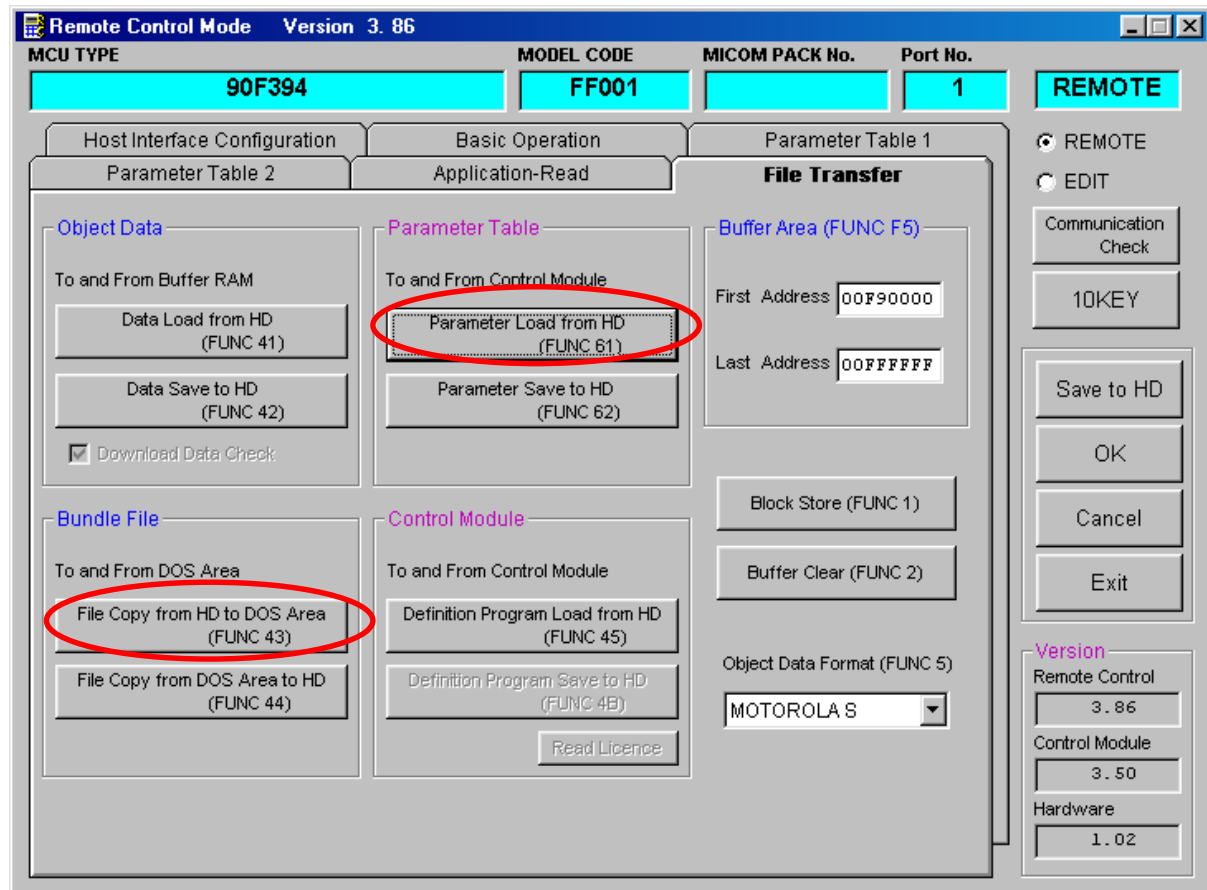 Remote Control Mode Version 3. 86
MCU TYPE MODEL CODE MICOM PACK No. Port No.
90F394 FF001 1 REMOTE
Host Interface Configuration Basic Operation Parameter Table 1
Parameter Table 2 Application-Read File Transfer
REMOTE
EDIT
Communication
Check
10KEY
Save to HD
OK
Cancel
Exit
Object Data
To and From Buffer RAM
Data Load from HD
(FUNC 41)
Data Save to HD
(FUNC 42)
Download Data Check
Parameter Table
To and From Control Module
Parameter Load from HD
(FUNC 61)
Parameter Save to HD
(FUNC 62)
Buffer Area (FUNC F5)
First Address 00F90000
Last Address 00FFFFFF
Bundle File
To and From DOS Area
File Copy from HD to DOS Area
(FUNC 43)
File Copy from DOS Area to HD
(FUNC 44)
Control Module
To and From Control Module
Definition Program Load from HD
(FUNC 45)
Definition Program Save to HD
(FUNC 4B)
Read Licence
Block Store (FUNC 1)
Buffer Clear (FUNC 2)
Object Data Format (FUNC 5)
MOTOROLA S
Version
Remote Control
3.86
Control Module
3.50
Hardware
1.02